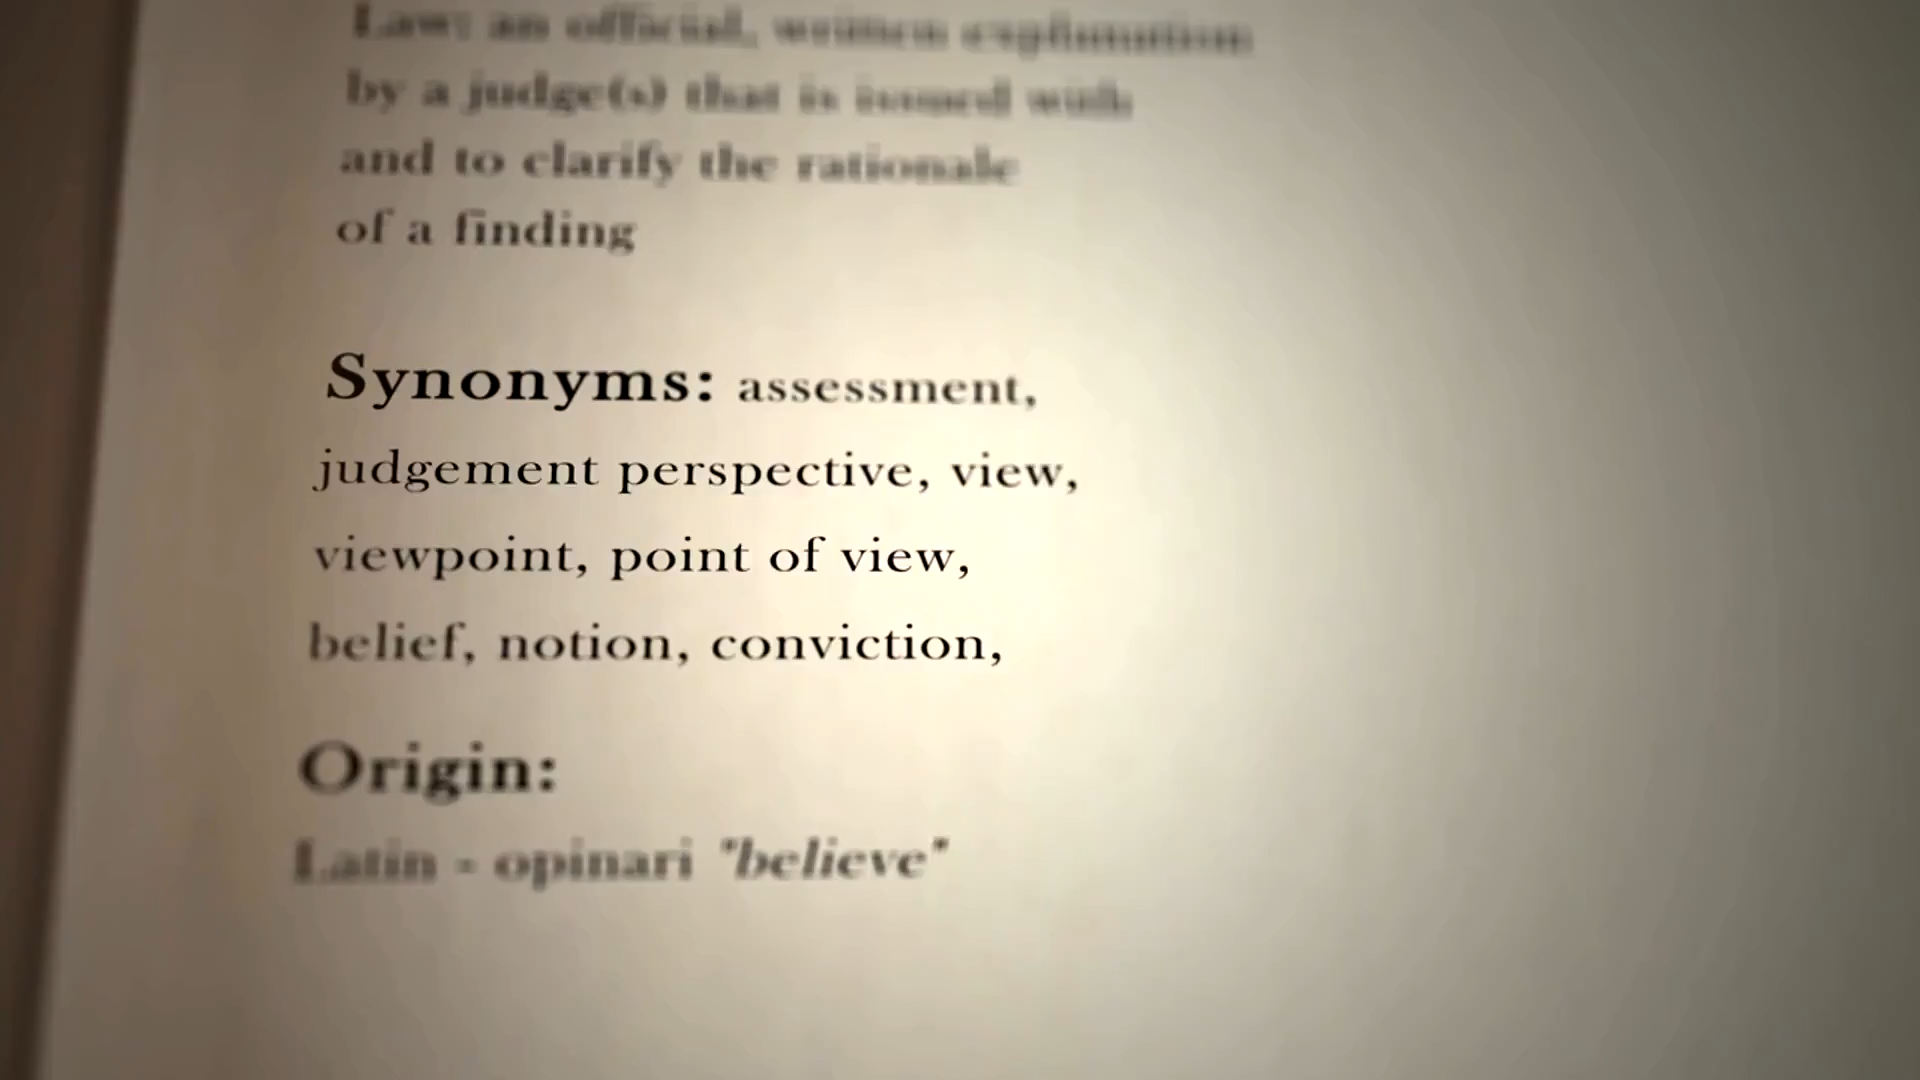 Law: an official, written explanation
by a judge(s) that is issued with
and to clarify the rationale
of a finding
Synonyms: assessment,
judgement perspective, view,
viewpoint, point of view,
belief, notion, conviction,
Origin:
Latin - opinari "believe"